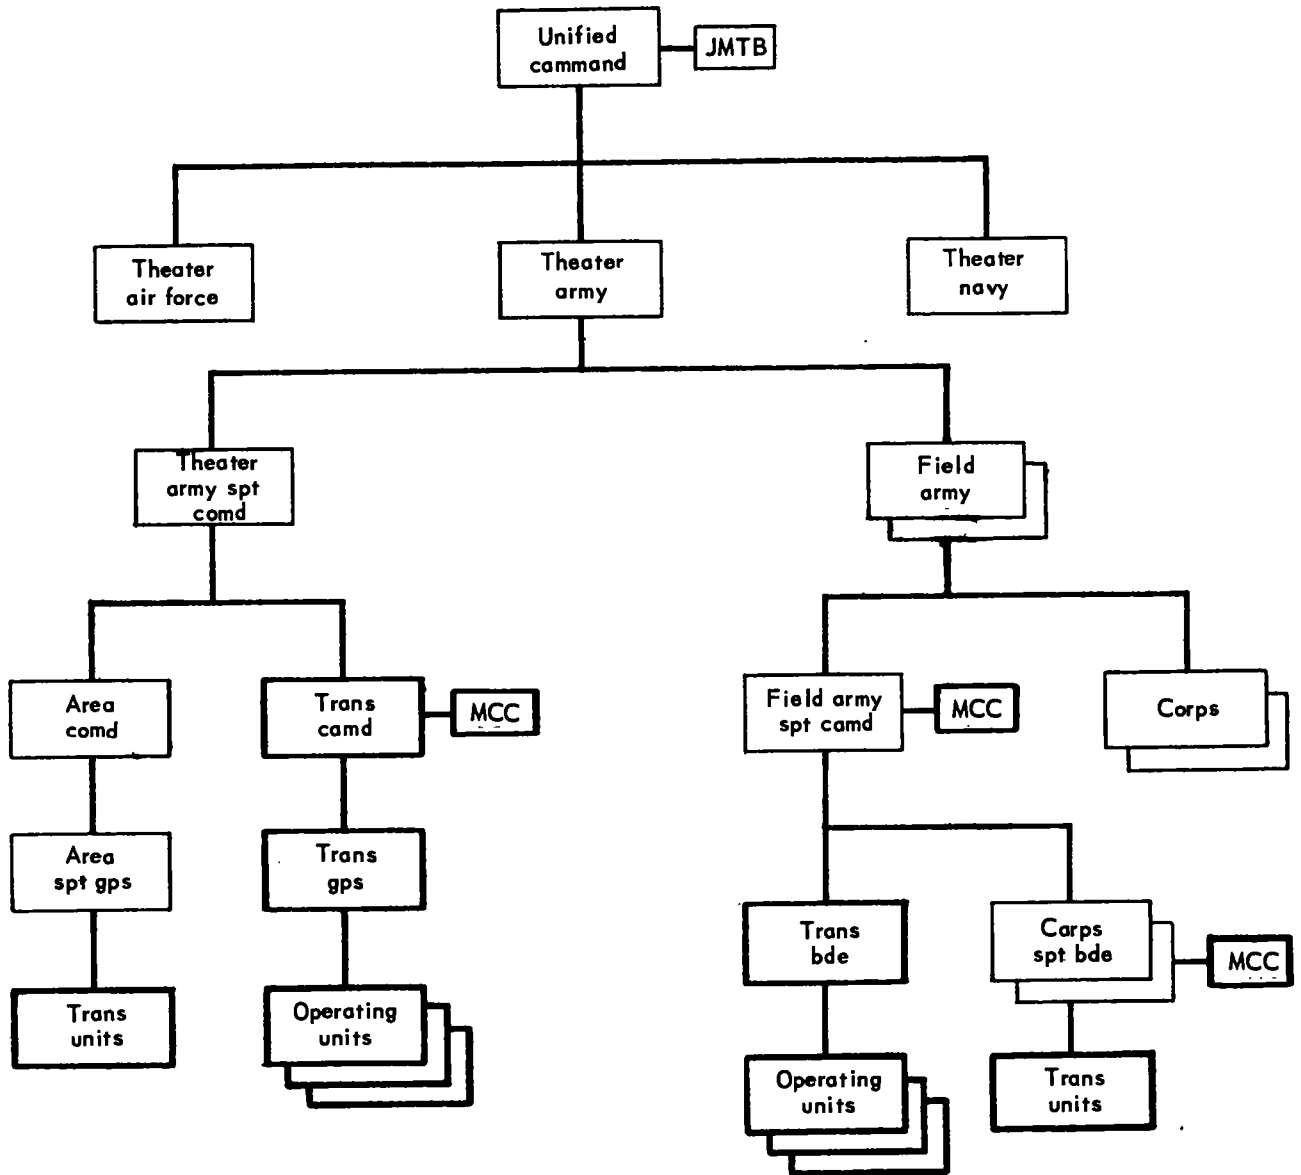 Unified
cammand
JMTB
Theater
air force
Theater
army
Theater
navy
Theater
army spt
comd
Field
army
Area
comd
Trans
camd
MCC
Field army
spt camd
MCC
Corps
Area
spt gps
Trans
gps
Trans
bde
Carps
spt bde
MCC
Trans
units
Operating
units
Operating
units
Trans
units